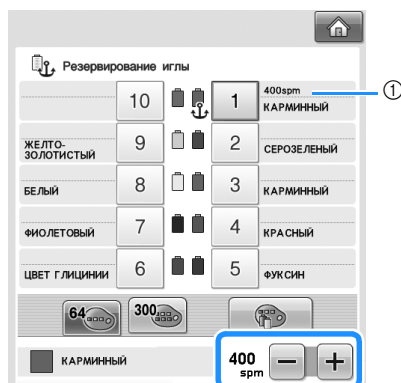 Резервирование иглы
10 1 400spm ①
КАРМИННЫЙ
ЖЕЛТО-
ЗОЛОТИСТЫЙ 9 2 СЕРОЗЕЛЕНЫЙ
БЕЛЫЙ 8 3 КАРМИННЫЙ
ФИОЛЕТОВЫЙ 7 4 КРАСНЫЙ
ЦВЕТ ГЛИЦИНИИ 6 5 ФУКСИН
64 300
КАРМИННЫЙ 400
spm